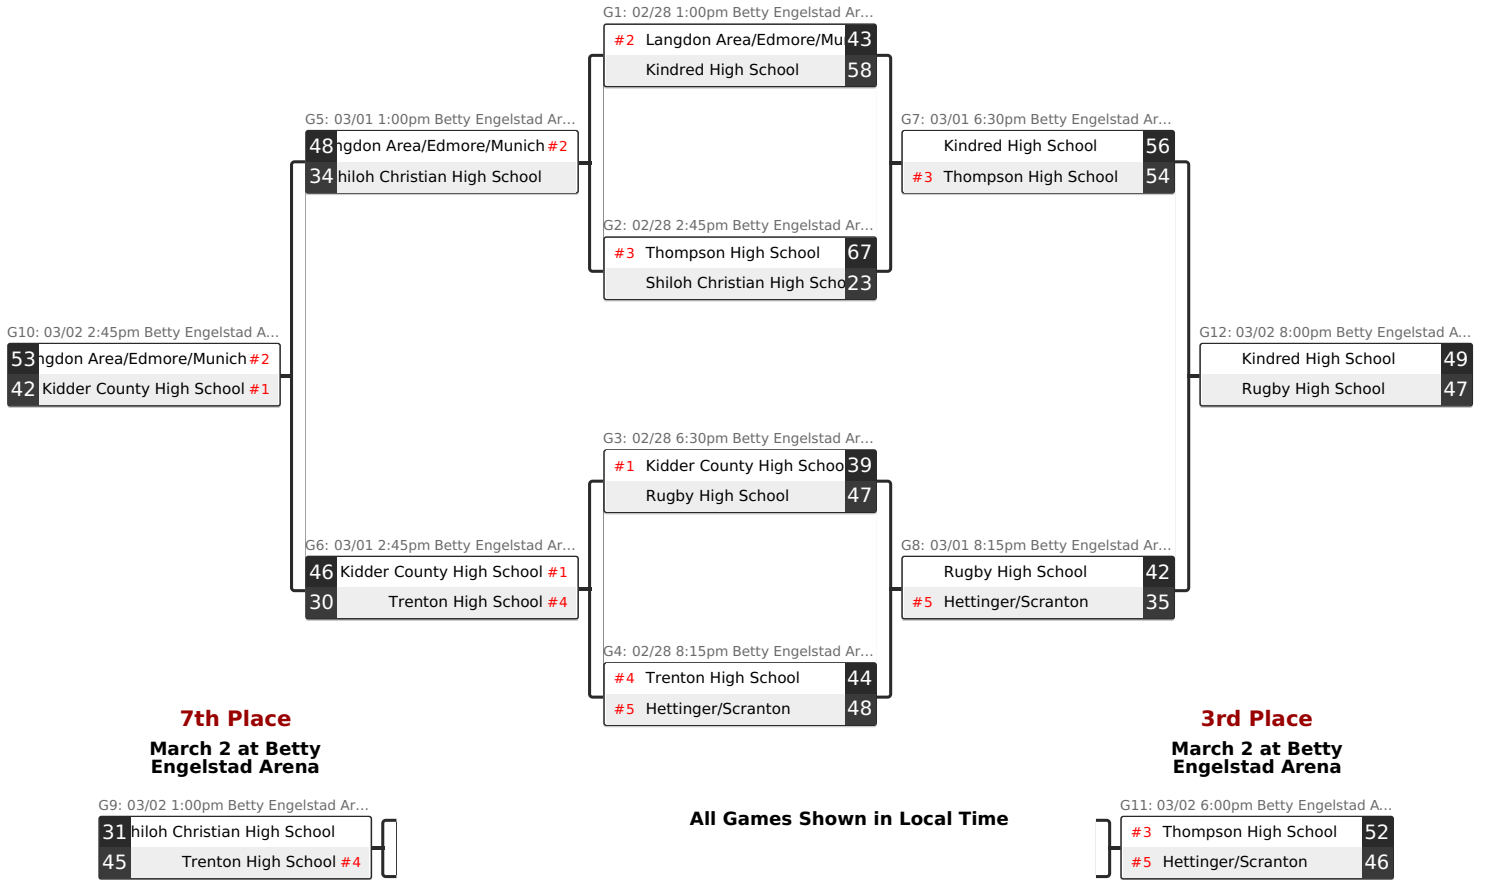 G1: 02/28 1:00pm Betty Engelstad Ar...
#2 Langdon Area/Edmore/Mu 43
Kindred High School 58
G5: 03/01 1:00pm Betty Engelstad Ar...
48 ngdon Area/Edmore/Munich #2
34 hiloh Christian High School
G7: 03/01 6:30pm Betty Engelstad Ar...
Kindred High School 56
#3 Thompson High School 54
G2: 02/28 2:45pm Betty Engelstad Ar...
#3 Thompson High School 67
Shiloh Christian High Scho 23
G10: 03/02 2:45pm Betty Engelstad A...
53 ngdon Area/Edmore/Munich #2
42 Kidder County High School #1
G12: 03/02 8:00pm Betty Engelstad A...
Kindred High School 49
Rugby High School 47
G3: 02/28 6:30pm Betty Engelstad Ar...
#1 Kidder County High Schoo 39
Rugby High School 47
G6: 03/01 2:45pm Betty Engelstad Ar...
46 Kidder County High School #1
30 Trenton High School #4
G8: 03/01 8:15pm Betty Engelstad Ar...
Rugby High School 42
#5 Hettinger/Scranton 35
G4: 02/28 8:15pm Betty Engelstad Ar...
#4 Trenton High School 44
#5 Hettinger/Scranton 48
7th Place
March 2 at Betty
Engelstad Arena
G9: 03/02 1:00pm Betty Engelstad Ar...
31 hiloh Christian High School
45 Trenton High School #4
All Games Shown in Local Time
3rd Place
March 2 at Betty
Engelstad Arena
G11: 03/02 6:00pm Betty Engelstad A...
#3 Thompson High School 52
#5 Hettinger/Scranton 46